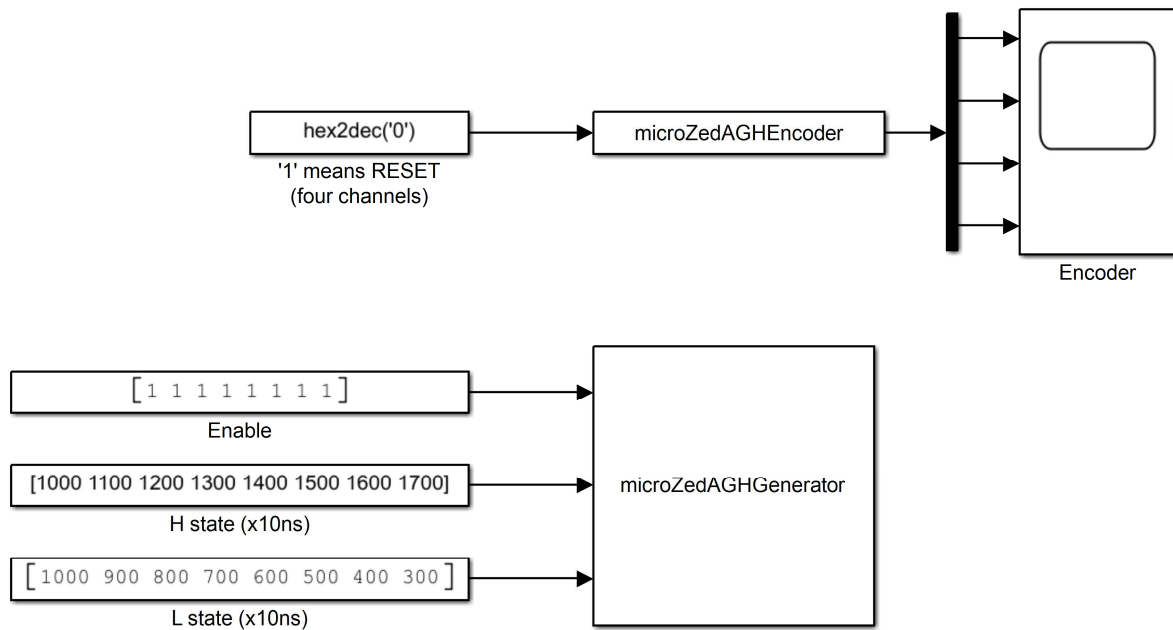 hex2dec('0')
'1' means RESET
(four channels)
microZedAGHEncoder
Encoder
[1 1 1 1 1 1 1 1]
Enable
[1000 1100 1200 1300 1400 1500 1600 1700]
H state (x10ns)
[1000 900 800 700 600 500 400 300]
L state (x10ns)
microZedAGHGenerator